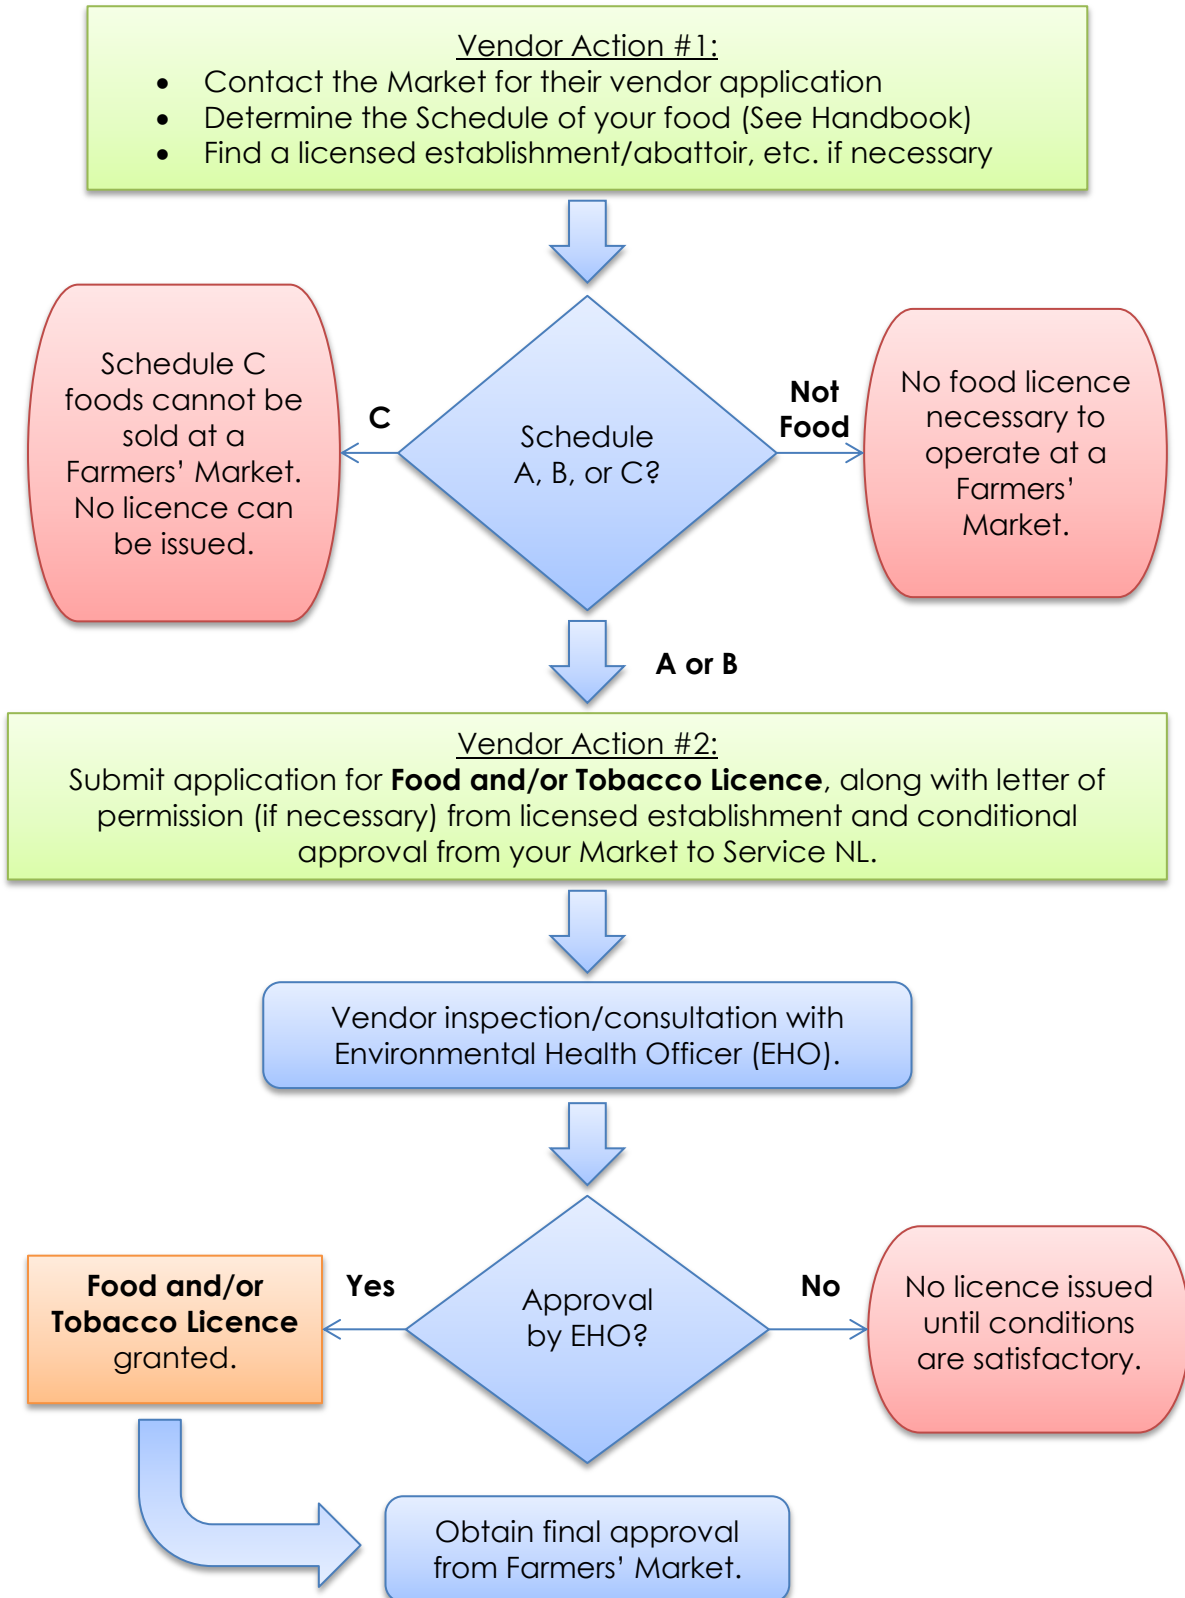 Vendor Action #1:
• Contact the Market for their vendor application
• Determine the Schedule of your food (See Handbook)
• Find a licensed establishment/abattoir, etc. if necessary
Schedule C
foods cannot be
sold at a
Farmers’ Market.
No licence can
be issued.
C
Schedule
A, B, or C?
Not
Food
No food licence
necessary to
operate at a
Farmers’
Market.
A or B
Vendor Action #2:
Submit application for Food and/or Tobacco Licence, along with letter of
permission (if necessary) from licensed establishment and conditional
approval from your Market to Service NL.
Vendor inspection/consultation with
Environmental Health Officer (EHO).
Food and/or
Tobacco Licence
granted.
Yes
Approval
by EHO?
No
No licence issued
until conditions
are satisfactory.
Obtain final approval
from Farmers’ Market.